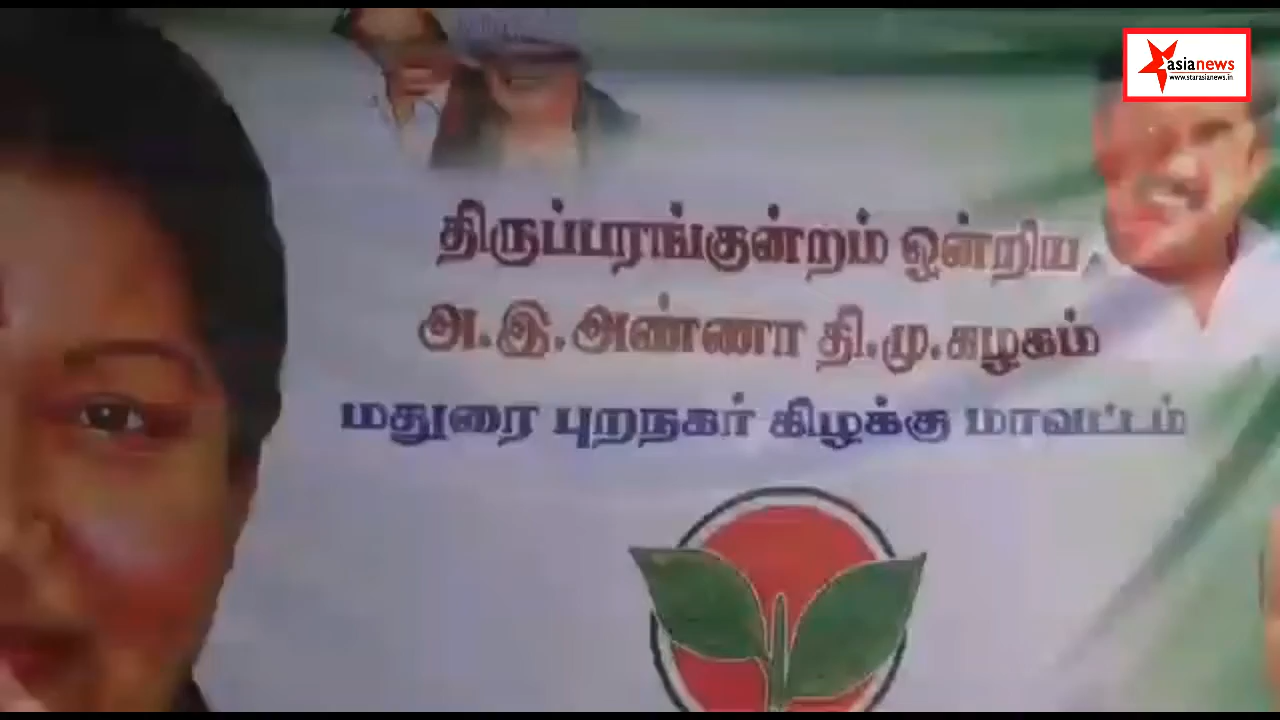 asianews
www.starasianews.in
திருப்பரங்குன்றம் ஒன்றிய
அ.இ.அண்ணா தி.மு.கழகம்
மதுரை புறநகர் கிழக்கு மாவட்டம்